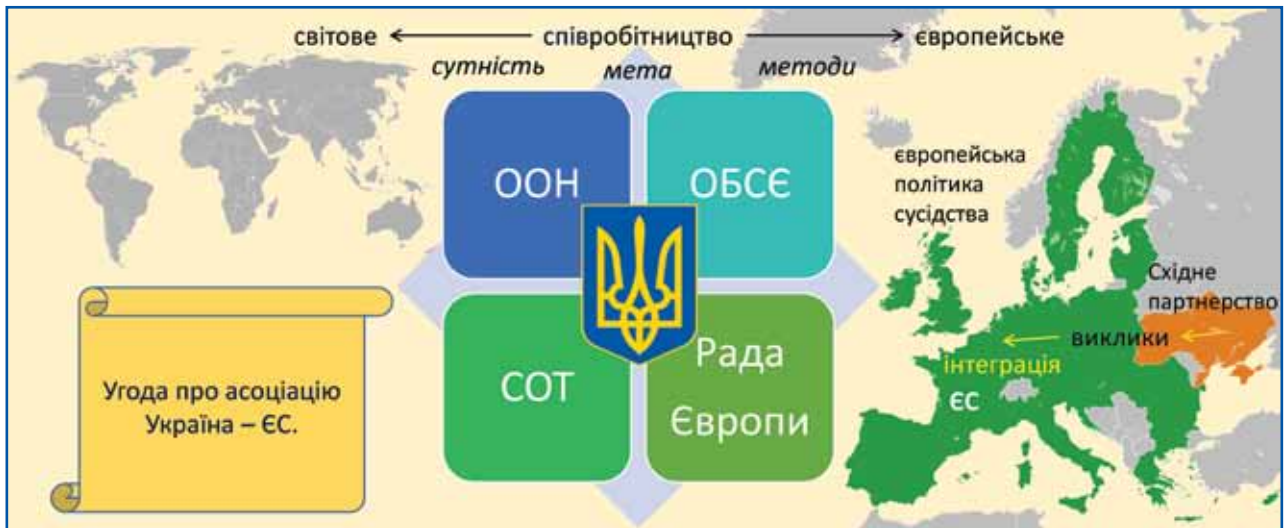 світове співробітництво європейське
сутність мета методи
ООН
ОБСЄ
європейська
політика
сусідства
Східне
партнерство
виклики
інтеграція
ЄС
СОТ
Рада
Європи
Угода про асоціацію
Україна – ЄС.